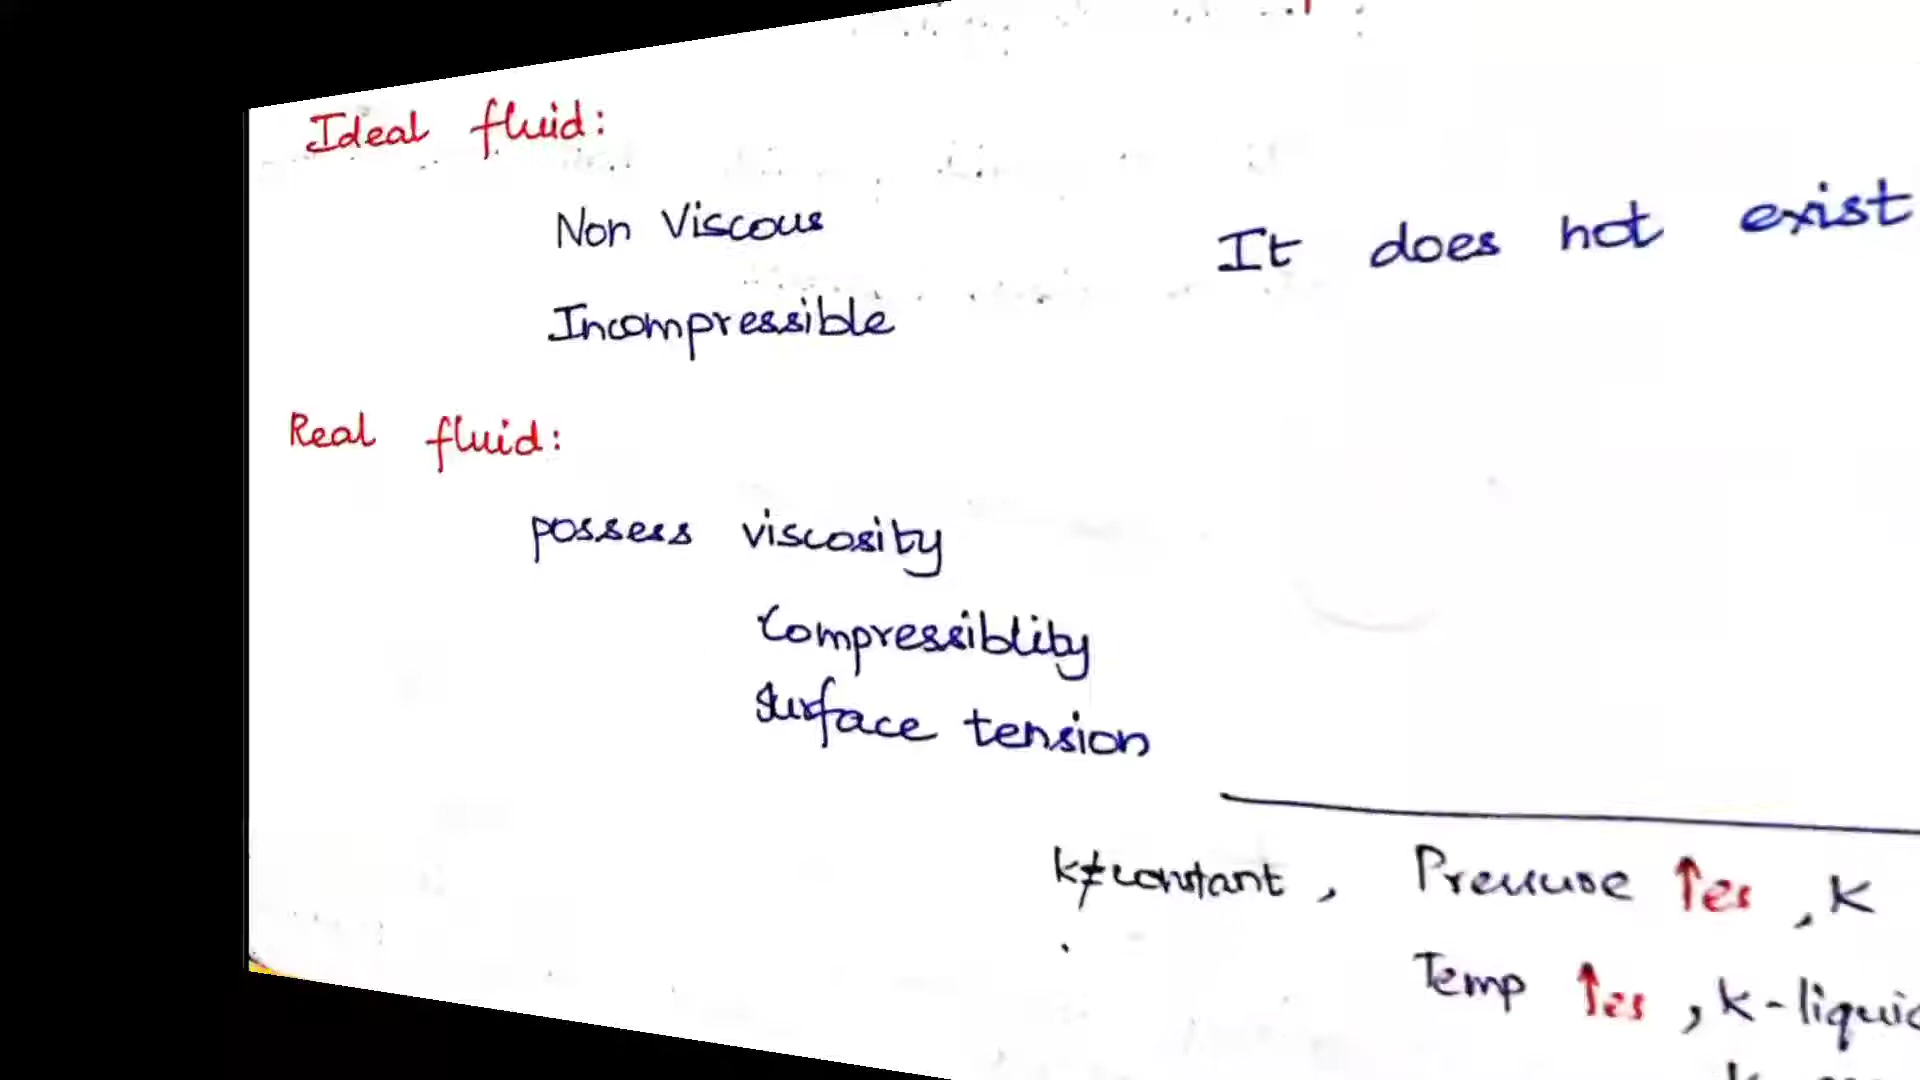 Ideal fluid:
Non Viscous
It does not exist
Incompressible
Real fluid:
possess viscosity
Compressiblity
Surface tension
k≠constant , Pressure ↑es , K
Temp ↑es , k-liquid